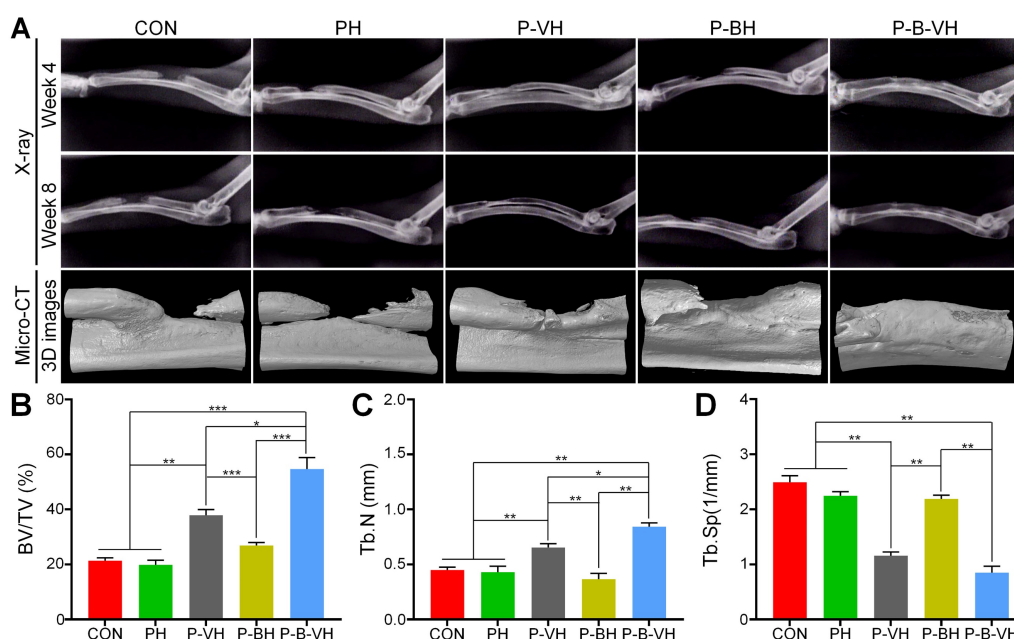 A
CON PH P-VH P-BH P-B-VH
X-ray
Week 4
Week 8
Micro-CT
3D images
B
BV/TV (%)
80
60
40
20
0
***
*
***
**
***
CON PH P-VH P-BH P-B-VH
C
Tb.N (mm)
2.0
1.5
1.0
0.5
0.0
**
*
**
**
**
CON PH P-VH P-BH P-B-VH
D
Tb.Sp(1/mm)
4
3
2
1
0
**
**
**
**
CON PH P-VH P-BH P-B-VH